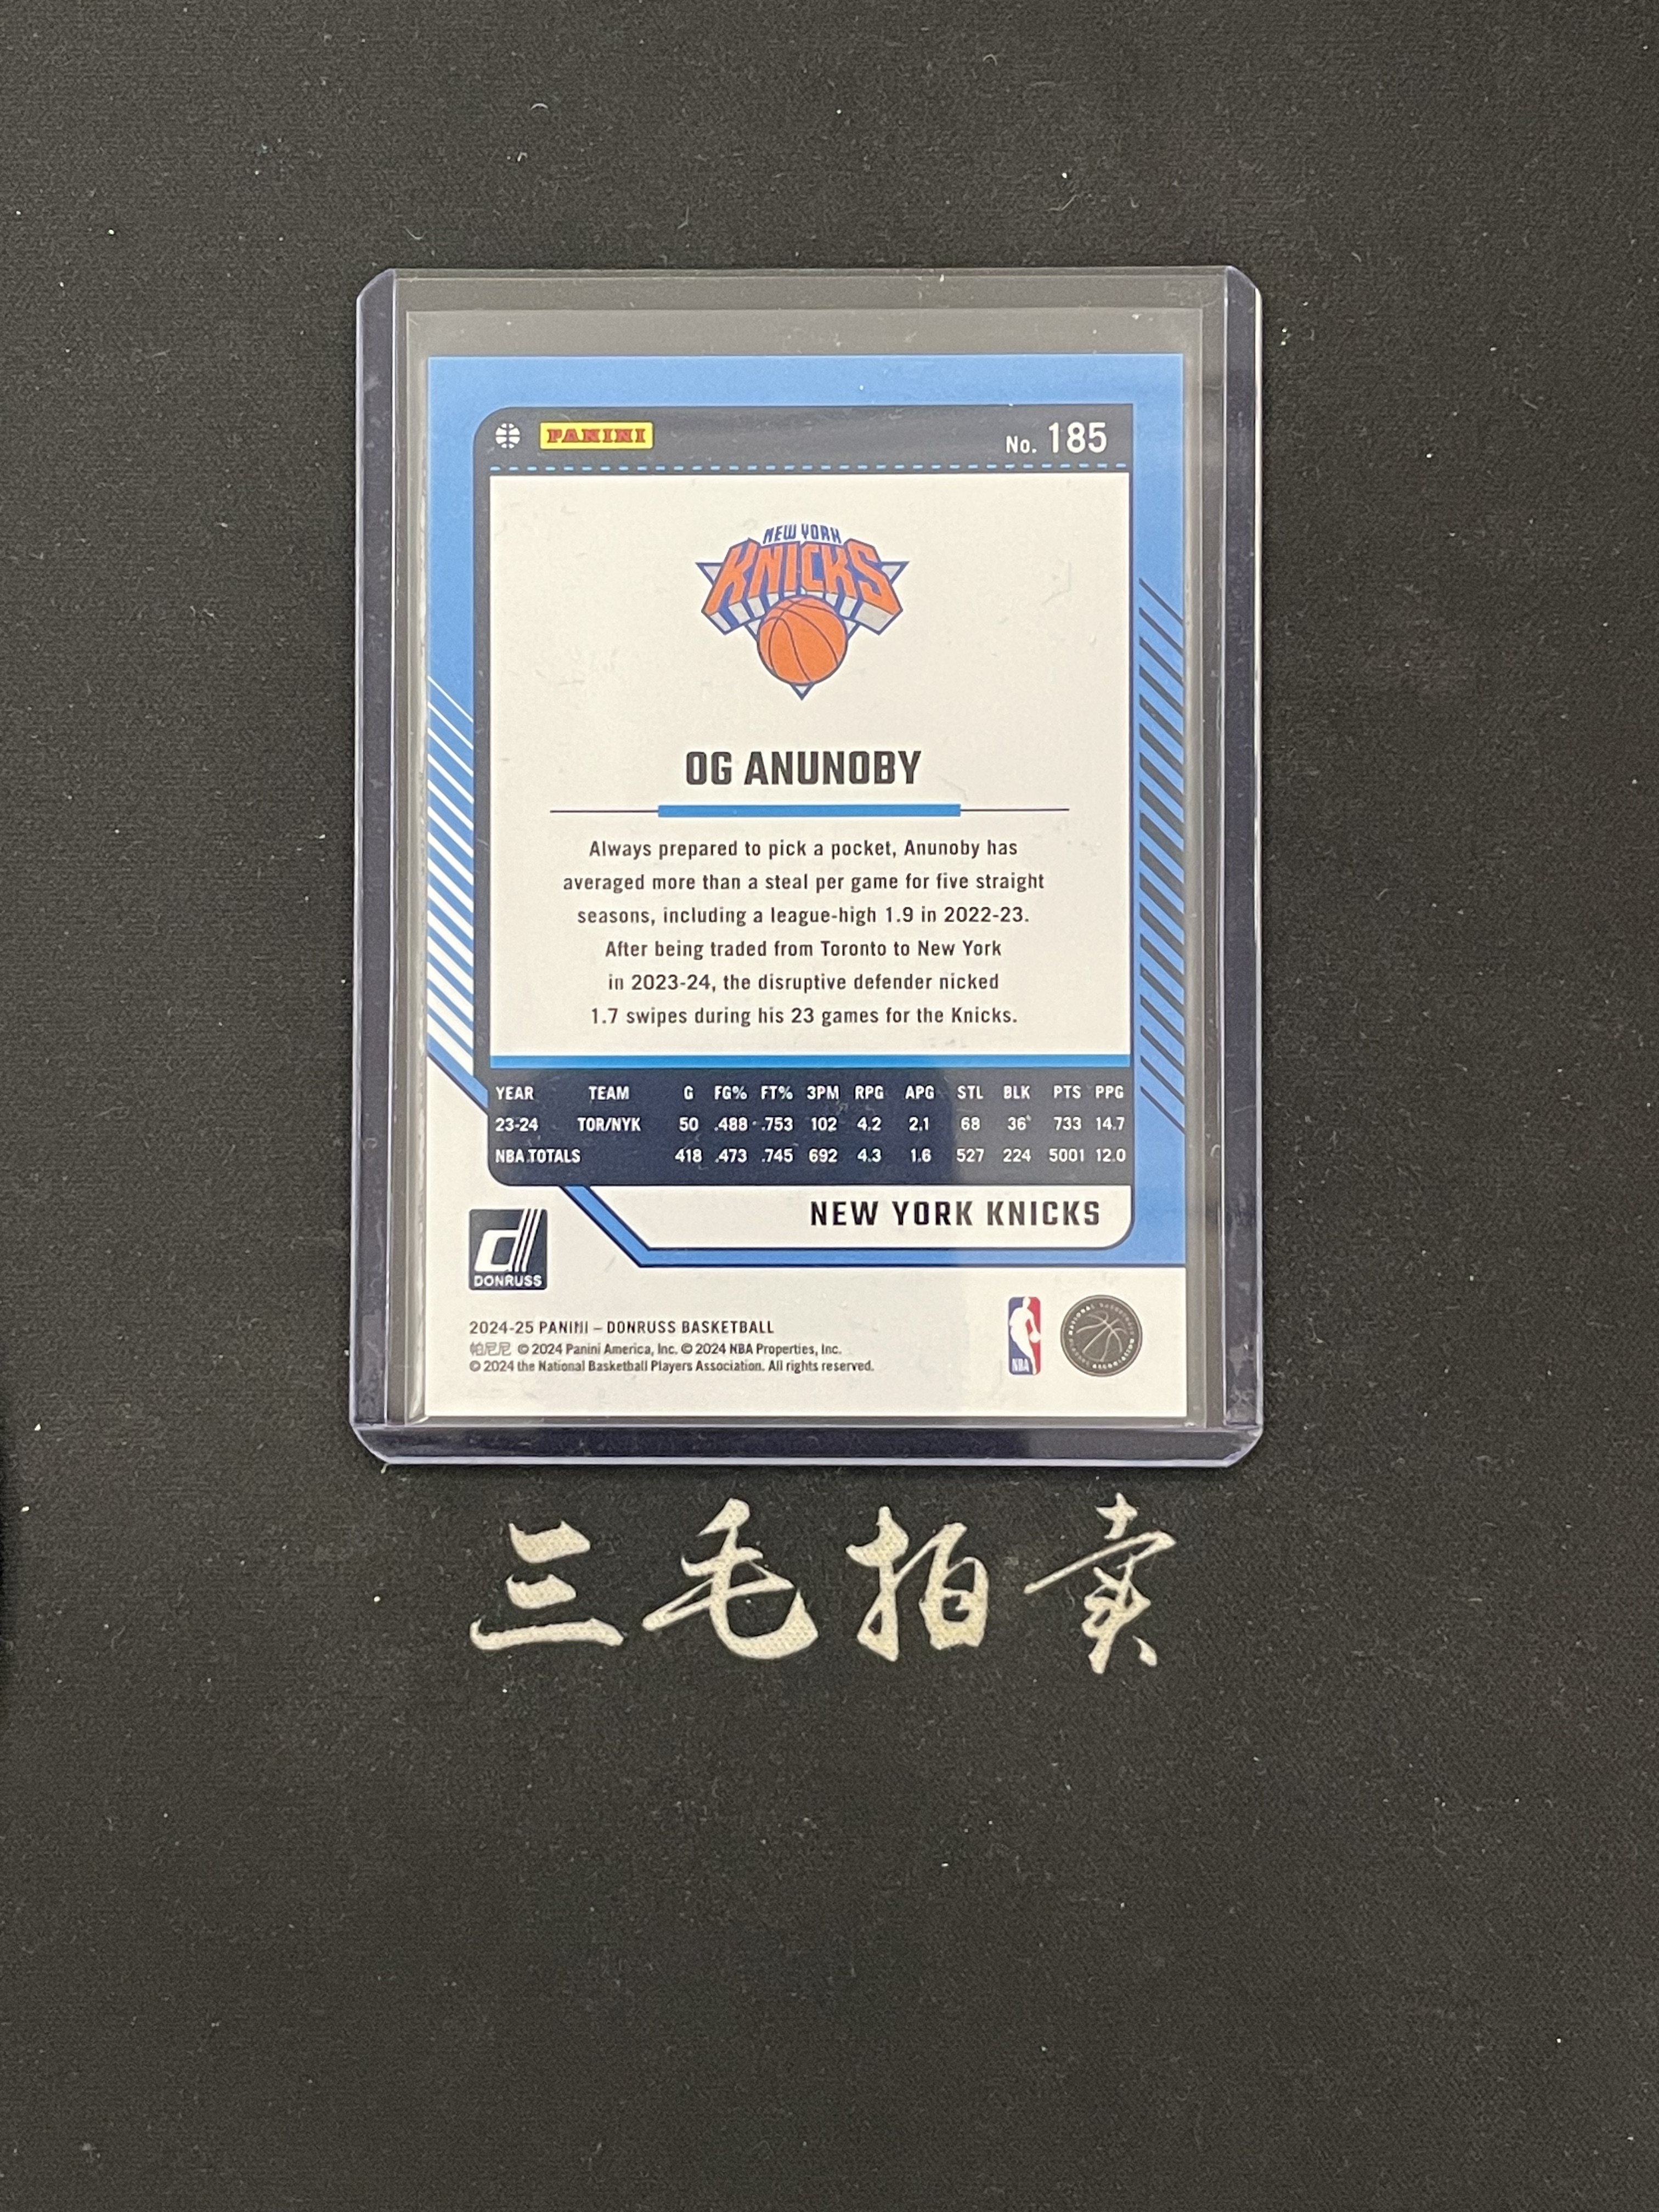 PANINI
No. 185
NEW YORK
KNICKS
OG ANUNOBY
Always prepared to pick a pocket, Anunoby has
averaged more than a steal per game for five straight
seasons, including a league-high 1.9 in 2022-23.
After being traded from Toronto to New York
in 2023-24, the disruptive defender nicked
1.7 swipes during his 23 games for the Knicks.
YEAR TEAM G FG% FT% 3PM RPG APG STL BLK PTS PPG
23-24 TOR/NYK 50 .488 .753 102 4.2 2.1 68 36 733 14.7
NBA TOTALS 418 .473 .745 692 4.3 1.6 527 224 5001 12.0
NEW YORK KNICKS
d
DONRUSS
2024-25 PANINI – DONRUSS BASKETBALL
帕尼尼 © 2024 Panini America, Inc. © 2024 NBA Properties, Inc.
© 2024 the National Basketball Players Association. All rights reserved.
NBA
NATIONAL BASKETBALL PLAYERS ASSOCIATION
三毛拍卖